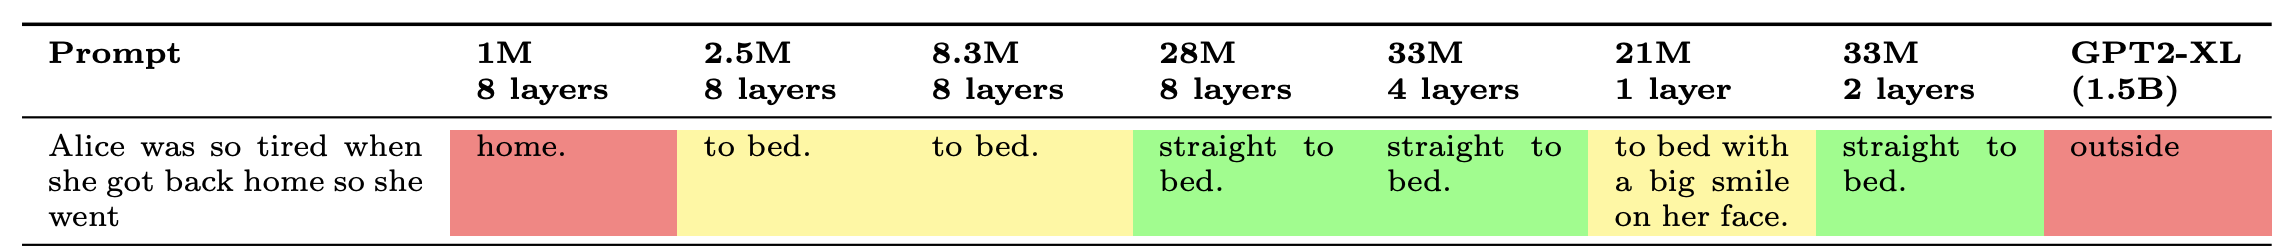 Prompt 1M 2.5M 8.3M 28M 33M 21M 33M GPT2-XL
8 layers 8 layers 8 layers 8 layers 4 layers 1 layer 2 layers (1.5B)
Alice was so tired when home. to bed. to bed. straight to straight to to bed with straight to outside
she got back home so she bed. bed. a big smile bed.
went on her face.